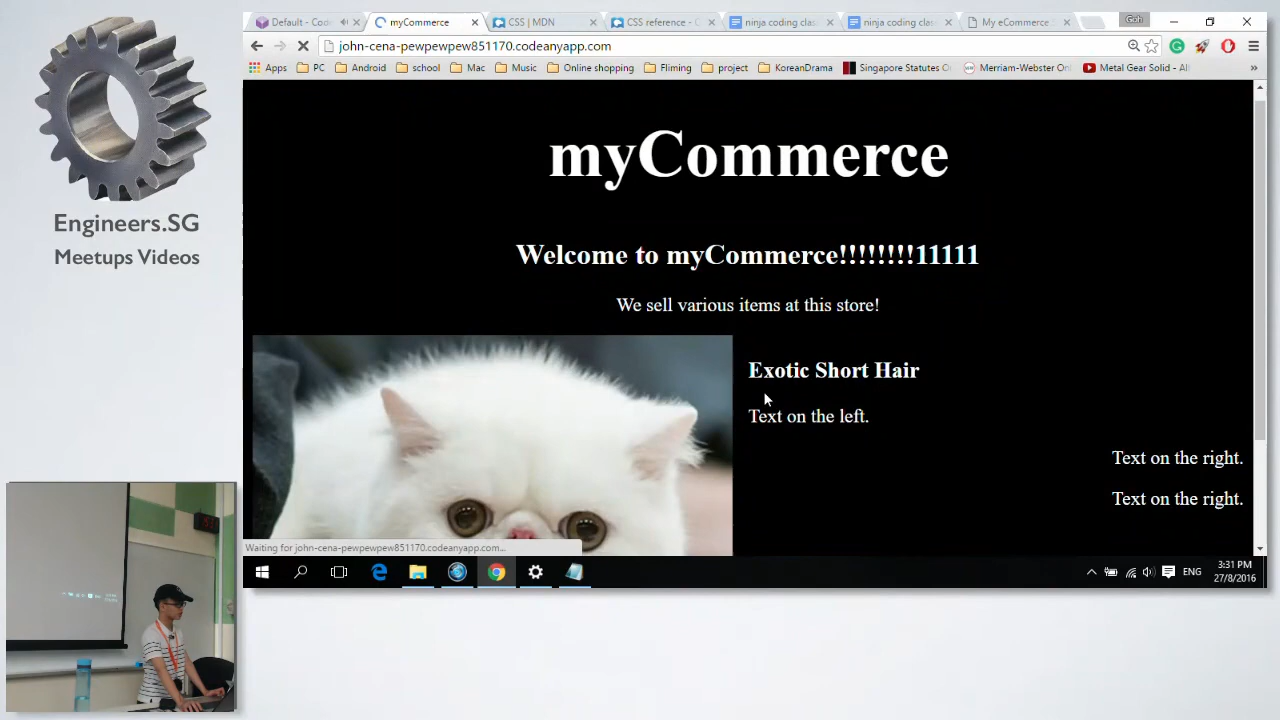 Default - Cod
myCommerce
CSS | MDN
CSS reference - C
ninja coding clas
ninja coding clas
My eCommerce
Goh
john-cena-pewpewpew851170.codeanyapp.com
Apps
PC
Android
school
Mac
Music
Online shopping
Fliming
project
KoreanDrama
Singapore Statutes O
Merriam-Webster Onl
Metal Gear Solid - Al
»
myCommerce
Welcome to myCommerce!!!!!!!!11111
We sell various items at this store!
Exotic Short Hair
Text on the left.
Text on the right.
Text on the right.
Waiting for john-cena-pewpewpew851170.codeanyapp.com...
ENG
3:31 PM
27/8/2016
Engineers.SG
Meetups Videos